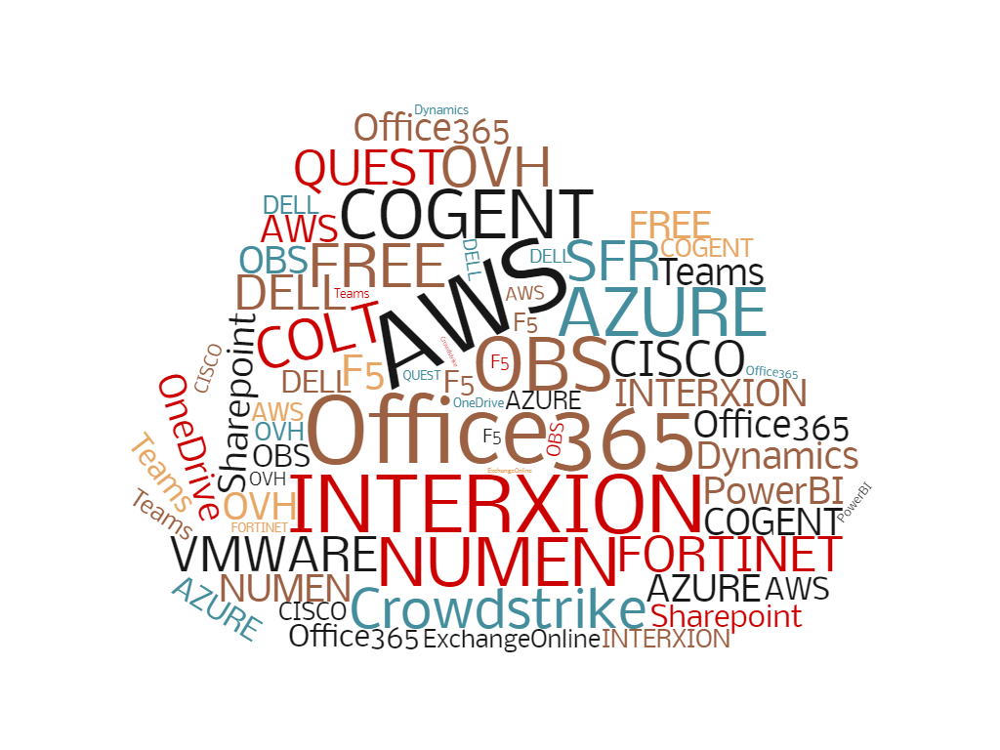 Dynamics
Office365
QUEST
OVH
DELL
COGENT
AWS
FREE
COGENT
OBS
FREE
DELL
DELL
SFR
Teams
DELL
Teams
AWS
AWS
AZURE
COLT
F5
Sharepoint
Crowdstrike
OBS
CISCO
CISCO
DELL
F5
QUEST
F5
F5
Office365
OneDrive
AWS
OneDrive
AZURE
INTERXION
OVH
Office365
F5
OBS
Office365
Teams
OBS
Dynamics
OVH
ExchangeOnline
Teams
OVH
INTERXION
PowerBI
PowerBI
FORTINET
COGENT
VMWARE
NUMEN
FORTINET
AZURE
NUMEN
CISCO
Crowdstrike
AZURE
AWS
Sharepoint
Office365
ExchangeOnline
INTERXION